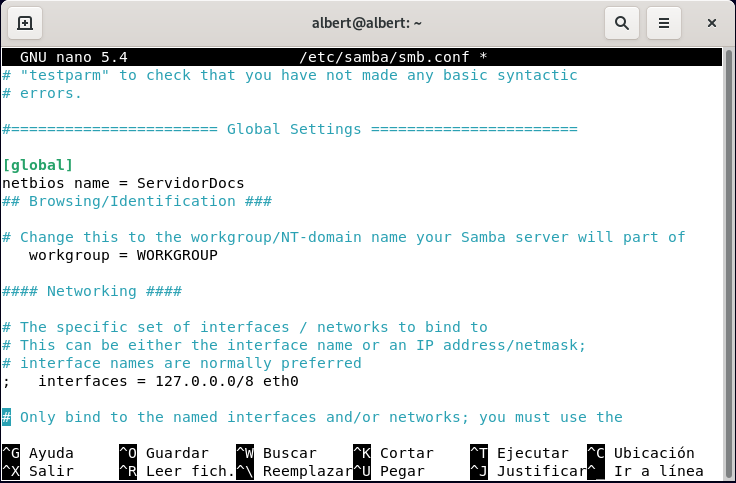 albert@albert: ~
GNU nano 5.4 /etc/samba/smb.conf *
# "testparm" to check that you have not made any basic syntactic
# errors.
#======================= Global Settings =======================
[global]
netbios name = ServidorDocs
## Browsing/Identification ###
# Change this to the workgroup/NT-domain name your Samba server will part of
workgroup = WORKGROUP
#### Networking ####
# The specific set of interfaces / networks to bind to
# This can be either the interface name or an IP address/netmask;
# interface names are normally preferred
;   interfaces = 127.0.0.0/8 eth0
# Only bind to the named interfaces and/or networks; you must use the
^G Ayuda ^O Guardar ^W Buscar ^K Cortar ^T Ejecutar ^C Ubicación
^X Salir ^R Leer fich. ^\ Reemplazar ^U Pegar ^J Justificar ^_ Ir a línea